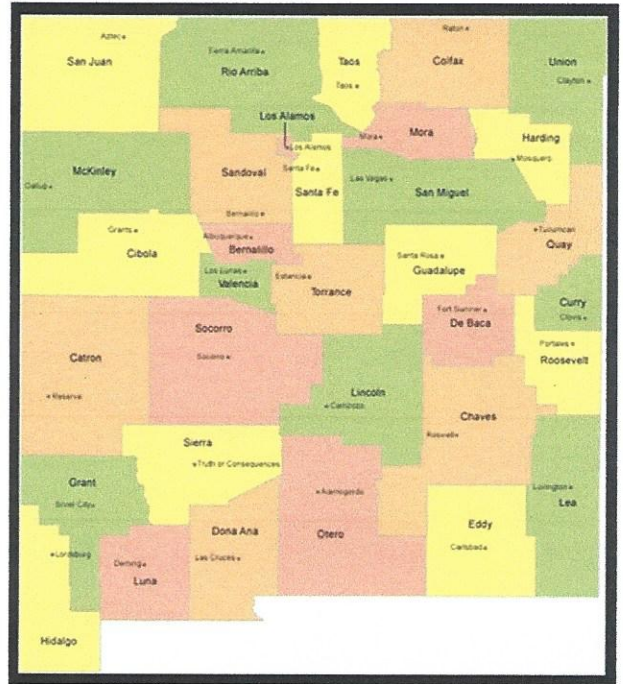 Aztec
San Juan
Tierra Amarilla
Rio Arriba
Taos
Taos
Raton
Colfax
Union
Clayton
Los Alamos
Los Alamos
Mora
Mora
Harding
Mosquero
McKinley
Gallup
Sandoval
Bernalillo
Santa Fe
Santa Fe
Las Vegas
San Miguel
Tucumcari
Quay
Grants
Cibola
Albuquerque
Bernalillo
Los Lunas
Valencia
Estancia
Torrance
Santa Rosa
Guadalupe
Curry
Clovis
Fort Sumner
De Baca
Portales
Roosevelt
Socorro
Socorro
Catron
Reserve
Lincoln
Carrizozo
Chaves
Roswell
Sierra
Truth or Consequences
Grant
Silver City
Alamogordo
Otero
Lovington
Lea
Eddy
Carlsbad
Dona Ana
Las Cruces
Lordsburg
Deming
Luna
Hidalgo